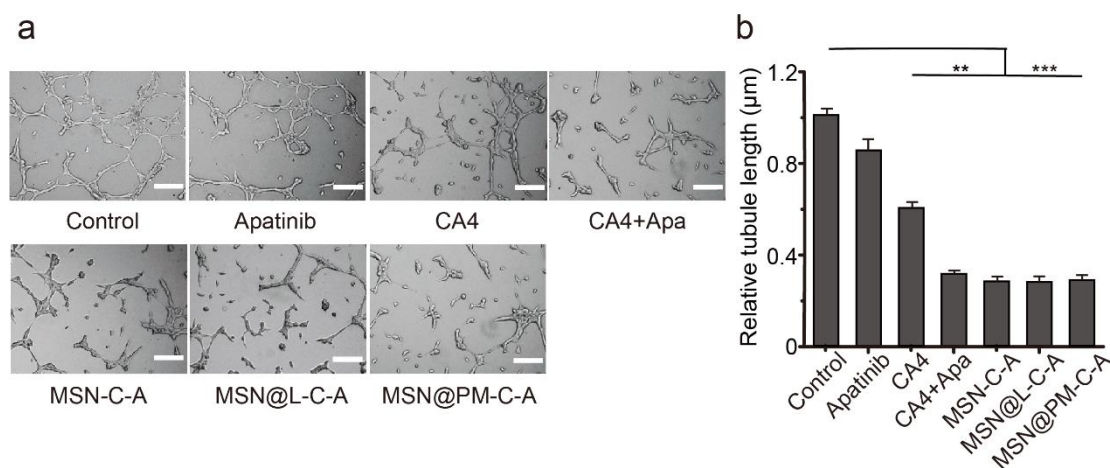 a
Control
Apatinib
CA4
CA4+Apa
MSN-C-A
MSN@L-C-A
MSN@PM-C-A
b
** ***
Relative tubule length (µm)
1.2
0.8
0.4
0
Control
Apatinib
CA4
CA4+Apa
MSN-C-A
MSN@L-C-A
MSN@PM-C-A